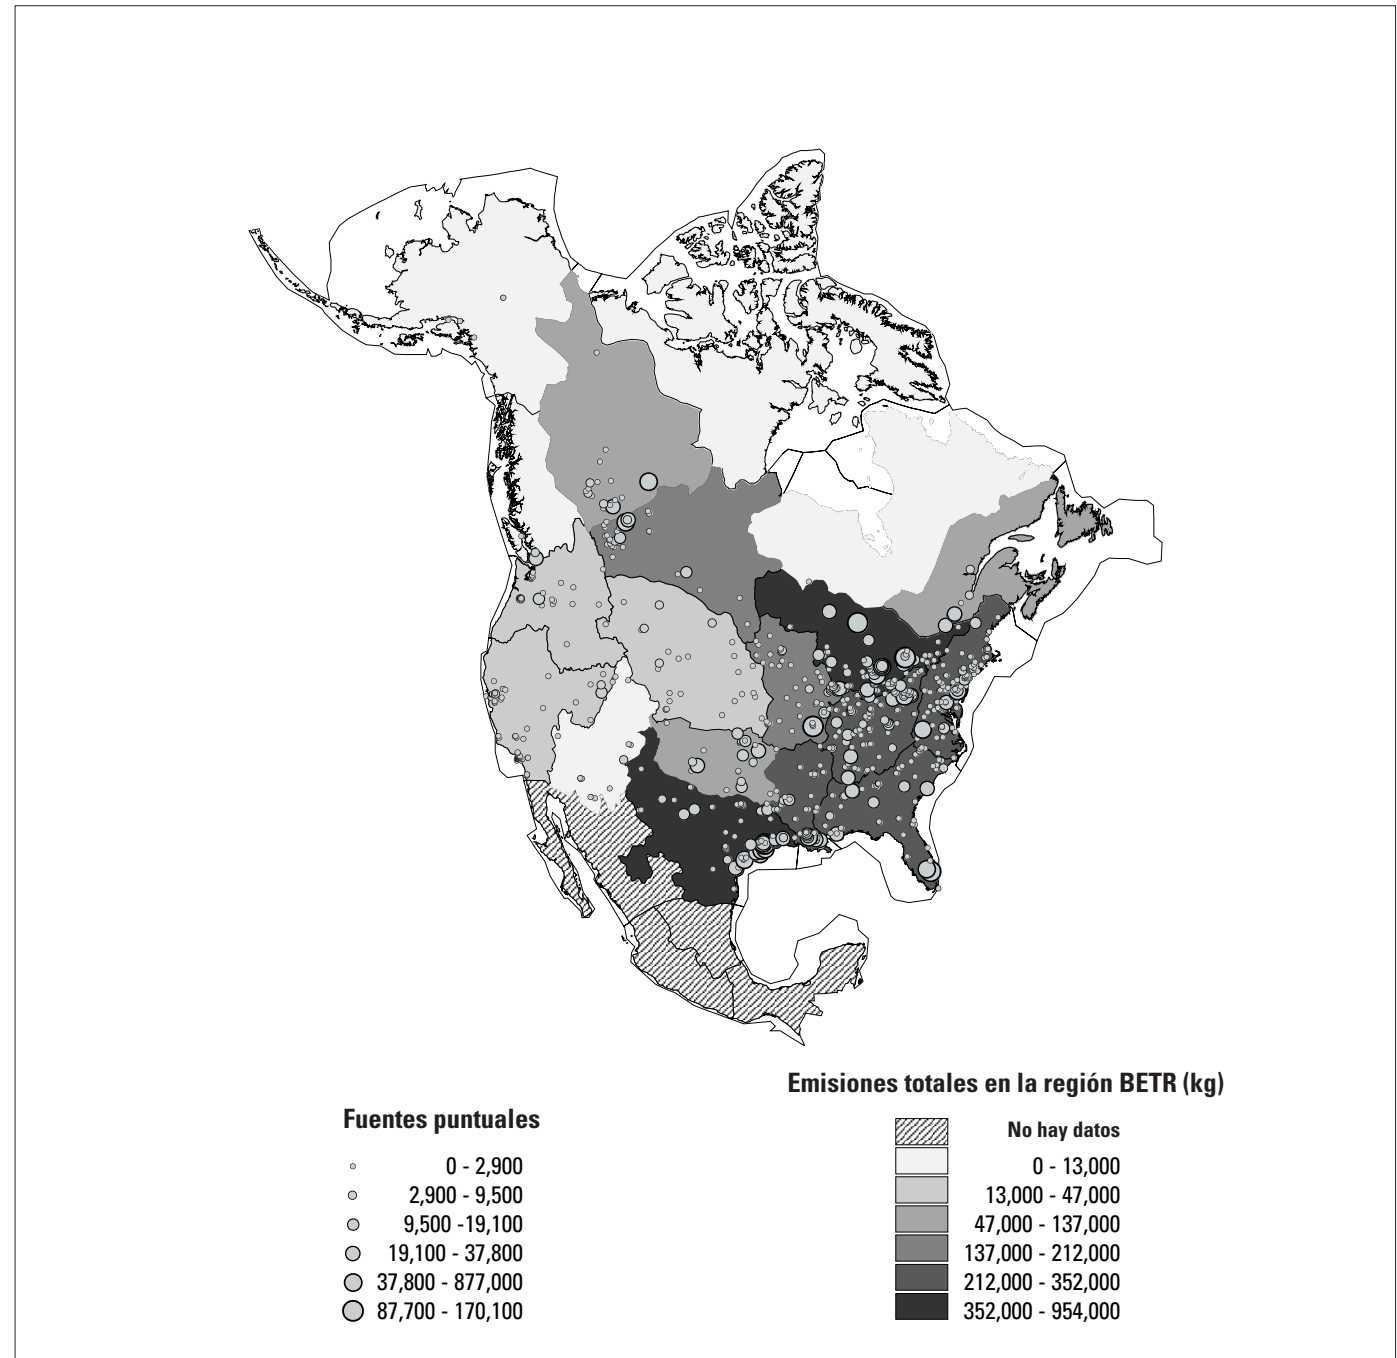 Emisiones totales en la región BETR (kg)
No hay datos
0 - 13,000
13,000 - 47,000
47,000 - 137,000
137,000 - 212,000
212,000 - 352,000
352,000 - 954,000
Fuentes puntuales
0 - 2,900
2,900 - 9,500
9,500 -19,100
19,100 - 37,800
37,800 - 877,000
87,700 - 170,100